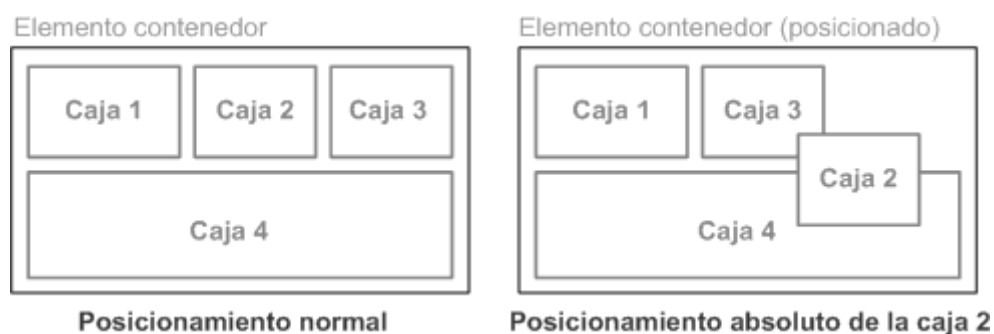 Elemento contenedor
Caja 1 Caja 2 Caja 3
Caja 4
Posicionamiento normal
Elemento contenedor (posicionado)
Caja 1 Caja 3
Caja 2
Caja 4
Posicionamiento absoluto de la caja 2